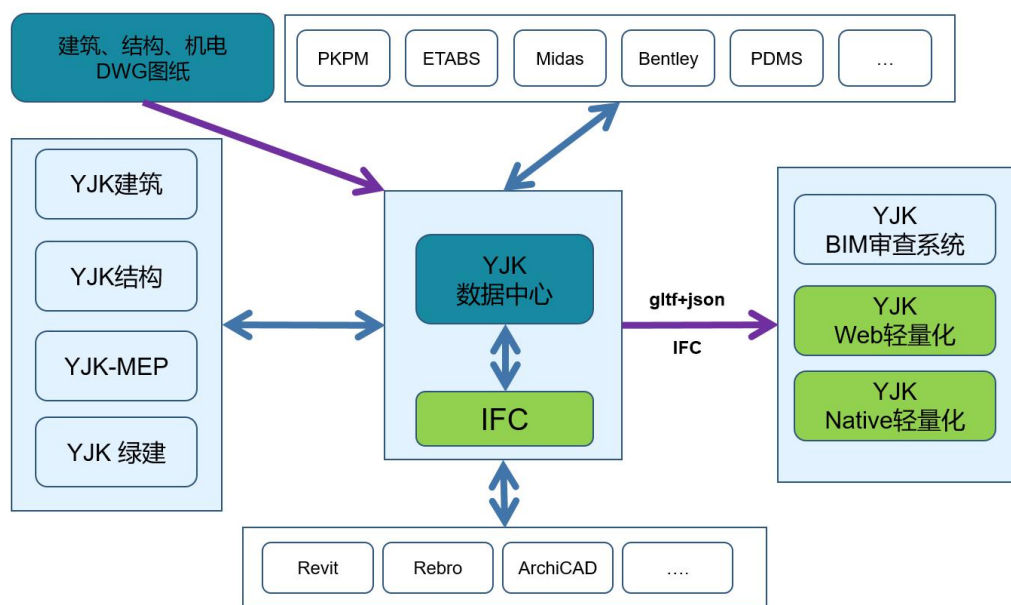 建筑、结构、机电
DWG图纸
PKPM
ETABS
Midas
Bentley
PDMS
...
YJK建筑
YJK结构
YJK-MEP
YJK 绿建
YJK
数据中心
IFC
gltf+json
IFC
YJK
BIM审查系统
YJK
Web轻量化
YJK
Native轻量化
Revit
Rebro
ArchiCAD
....